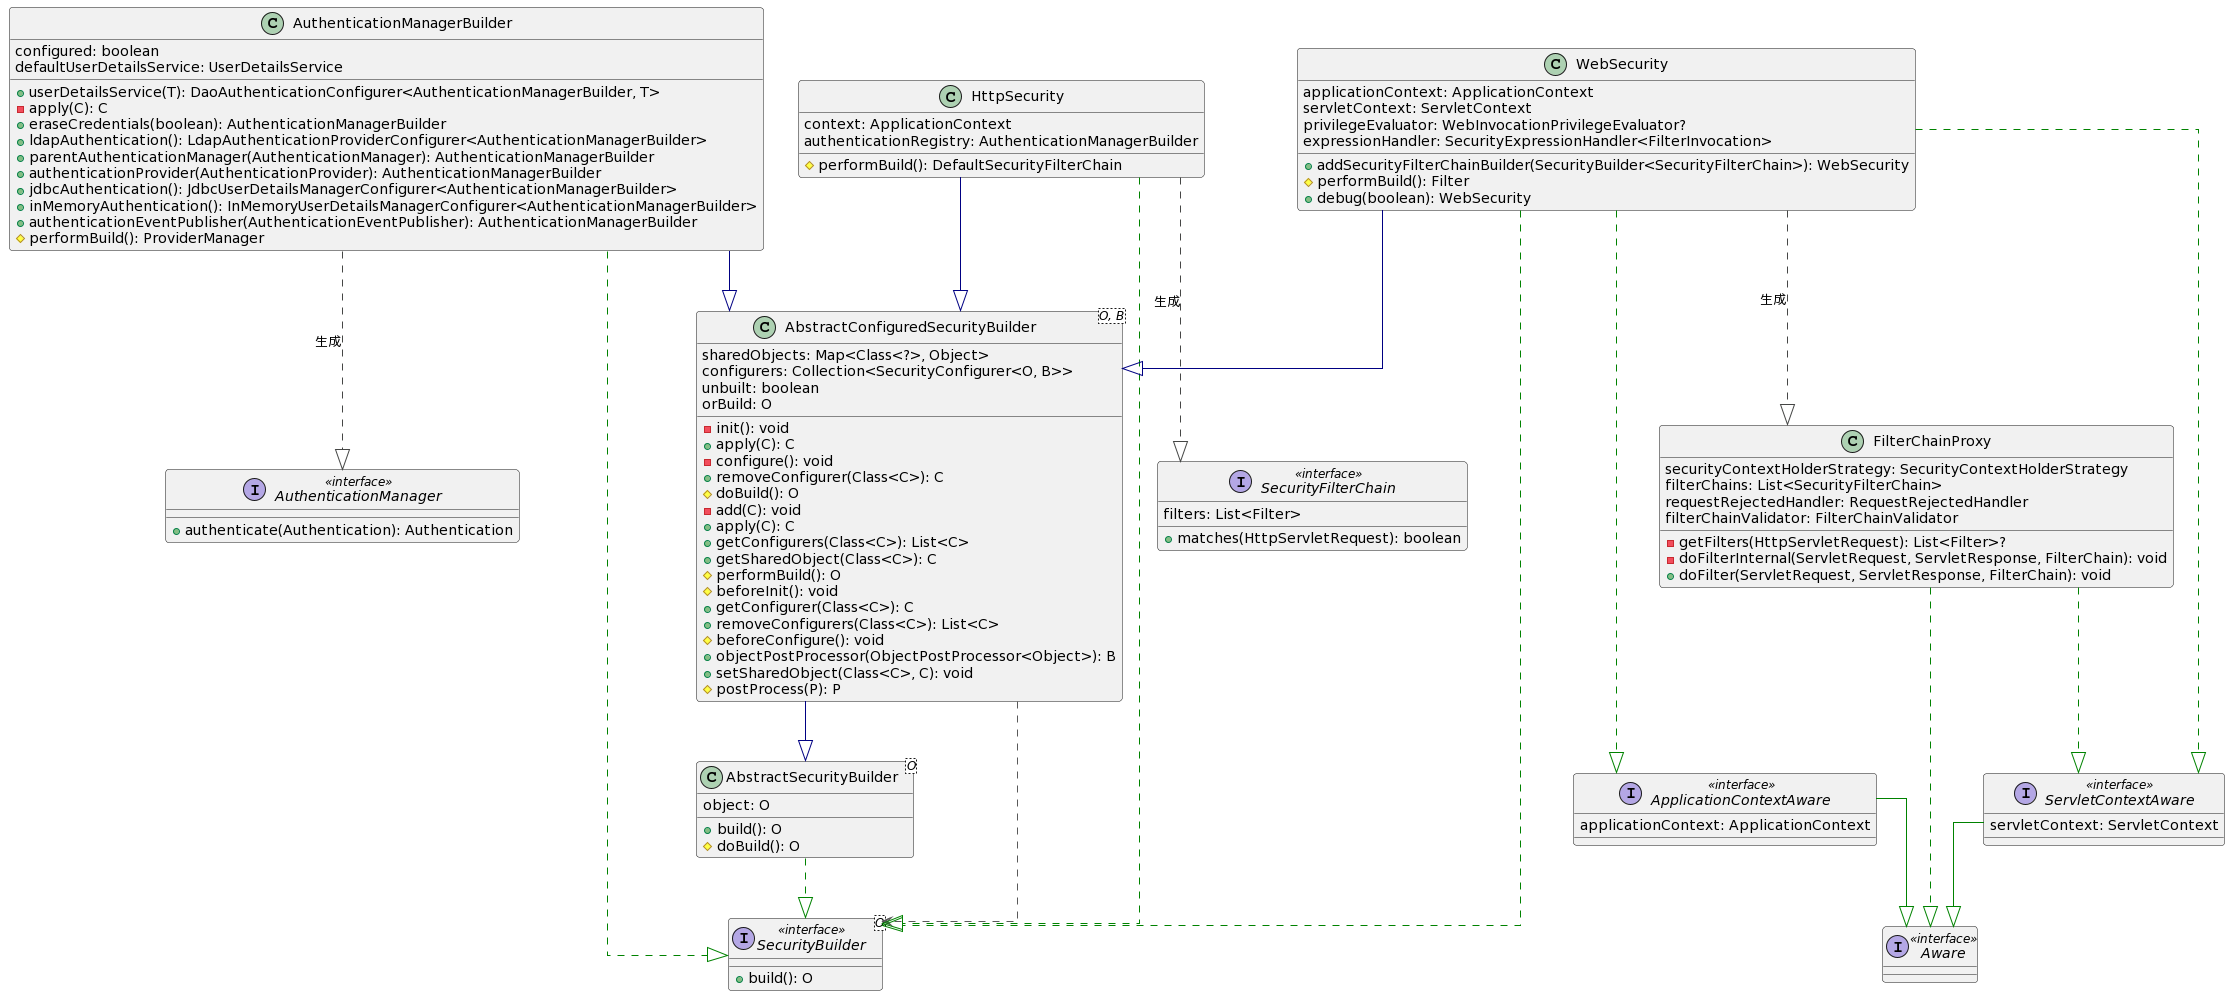 C AuthenticationManagerBuilder
configured: boolean
defaultUserDetailsService: UserDetailsService
userDetailsService(T): DaoAuthenticationConfigurer<AuthenticationManagerBuilder, T>
apply(C): C
eraseCredentials(boolean): AuthenticationManagerBuilder
ldapAuthentication(): LdapAuthenticationProviderConfigurer<AuthenticationManagerBuilder>
parentAuthenticationManager(AuthenticationManager): AuthenticationManagerBuilder
authenticationProvider(AuthenticationProvider): AuthenticationManagerBuilder
jdbcAuthentication(): JdbcUserDetailsManagerConfigurer<AuthenticationManagerBuilder>
inMemoryAuthentication(): InMemoryUserDetailsManagerConfigurer<AuthenticationManagerBuilder>
authenticationEventPublisher(AuthenticationEventPublisher): AuthenticationManagerBuilder
performBuild(): ProviderManager
C HttpSecurity
context: ApplicationContext
authenticationRegistry: AuthenticationManagerBuilder
performBuild(): DefaultSecurityFilterChain
C WebSecurity
applicationContext: ApplicationContext
servletContext: ServletContext
privilegeEvaluator: WebInvocationPrivilegeEvaluator?
expressionHandler: SecurityExpressionHandler<FilterInvocation>
addSecurityFilterChainBuilder(SecurityBuilder<SecurityFilterChain>): WebSecurity
performBuild(): Filter
debug(boolean): WebSecurity
生成
生成
生成
C AbstractConfiguredSecurityBuilder
O, B
sharedObjects: Map<Class<?>, Object>
configurers: Collection<SecurityConfigurer<O, B>>
unbuilt: boolean
orBuild: O
init(): void
apply(C): C
configure(): void
removeConfigurer(Class<C>): C
doBuild(): O
add(C): void
apply(C): C
getConfigurers(Class<C>): List<C>
getSharedObject(Class<C>): C
performBuild(): O
beforeInit(): void
getConfigurer(Class<C>): C
removeConfigurers(Class<C>): List<C>
beforeConfigure(): void
objectPostProcessor(ObjectPostProcessor<Object>): B
setSharedObject(Class<C>, C): void
postProcess(P): P
«interface»
I AuthenticationManager
authenticate(Authentication): Authentication
«interface»
I SecurityFilterChain
filters: List<Filter>
matches(HttpServletRequest): boolean
C FilterChainProxy
securityContextHolderStrategy: SecurityContextHolderStrategy
filterChains: List<SecurityFilterChain>
requestRejectedHandler: RequestRejectedHandler
filterChainValidator: FilterChainValidator
getFilters(HttpServletRequest): List<Filter>?
doFilterInternal(ServletRequest, ServletResponse, FilterChain): void
doFilter(ServletRequest, ServletResponse, FilterChain): void
C AbstractSecurityBuilder
O
object: O
build(): O
doBuild(): O
«interface»
I ApplicationContextAware
applicationContext: ApplicationContext
«interface»
I ServletContextAware
servletContext: ServletContext
O
«interface»
I SecurityBuilder
build(): O
«interface»
I Aware